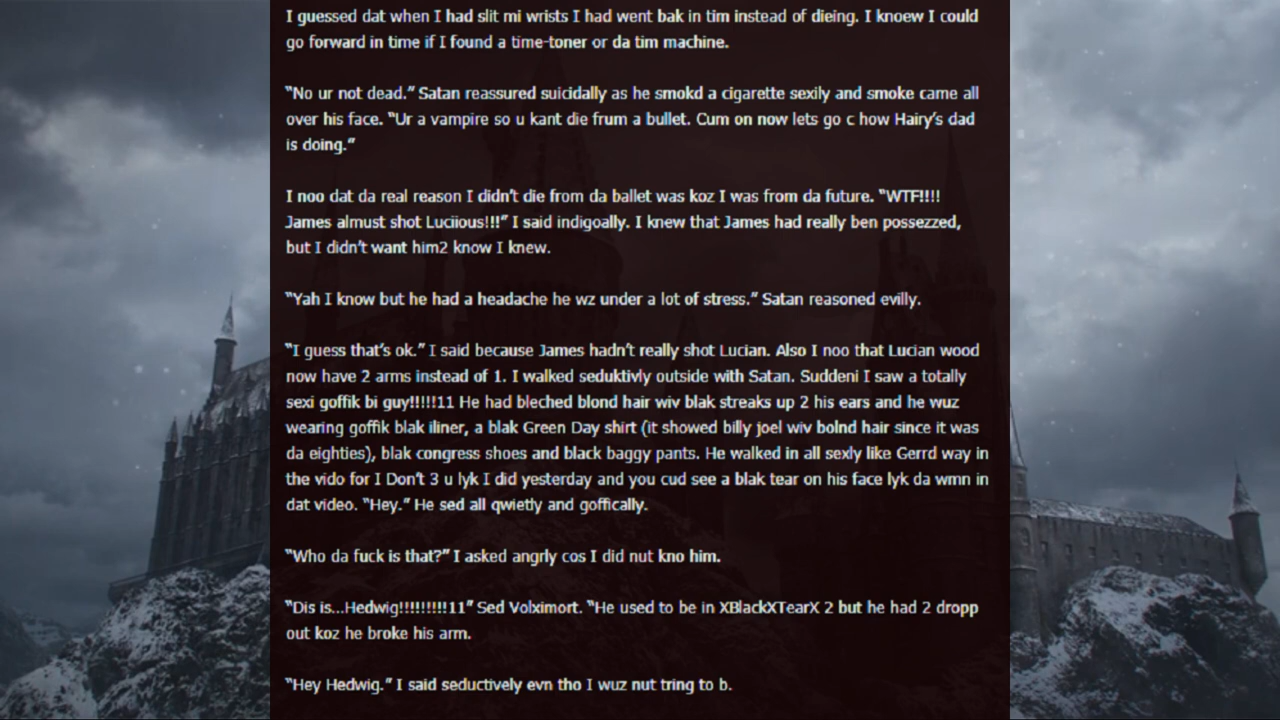 I guessed dat when I had slit mi wrists I had went bak in tim instead of dieing. I knoew I could
go forward in time if I found a time-toner or da tim machine.
“No ur not dead.” Satan reassured suicidally as he smokd a cigarette sexily and smoke came all
over his face. “Ur a vampire so u kant die frum a bullet. Cum on now lets go c how Hairy’s dad
is doing.”
I noo dat da real reason I didn’t die from da ballet was koz I was from da future. “WTF!!!!
James almust shot Luciious!!!” I said indigoally. I knew that James had really ben possezzed,
but I didn’t want him2 know I knew.
“Yah I know but he had a headache he wz under a lot of stress.” Satan reasoned evilly.
“I guess that’s ok.” I said because James hadn’t really shot Lucian. Also I noo that Lucian wood
now have 2 arms instead of 1. I walked seduktivly outside with Satan. Suddeni I saw a totally
sexi goffik bi guy!!!!!11 He had bleched blond hair wiv blak streaks up 2 his ears and he wuz
wearing goffik blak iliner, a blak Green Day shirt (it showed billy joel wiv bolnd hair since it was
da eighties), blak congress shoes and black baggy pants. He walked in all sexly like Gerrd way in
the vido for I Don’t 3 u lyk I did yesterday and you cud see a blak tear on his face lyk da wmn in
dat video. “Hey.” He sed all qwietly and goffically.
“Who da fuck is that?” I asked angrly cos I did nut kno him.
“Dis is...Hedwig!!!!!!!!!11” Sed Volximort. “He used to be in XBlackXTearX 2 but he had 2 dropp
out koz he broke his arm.
“Hey Hedwig.” I said seductively evn tho I wuz nut tring to b.